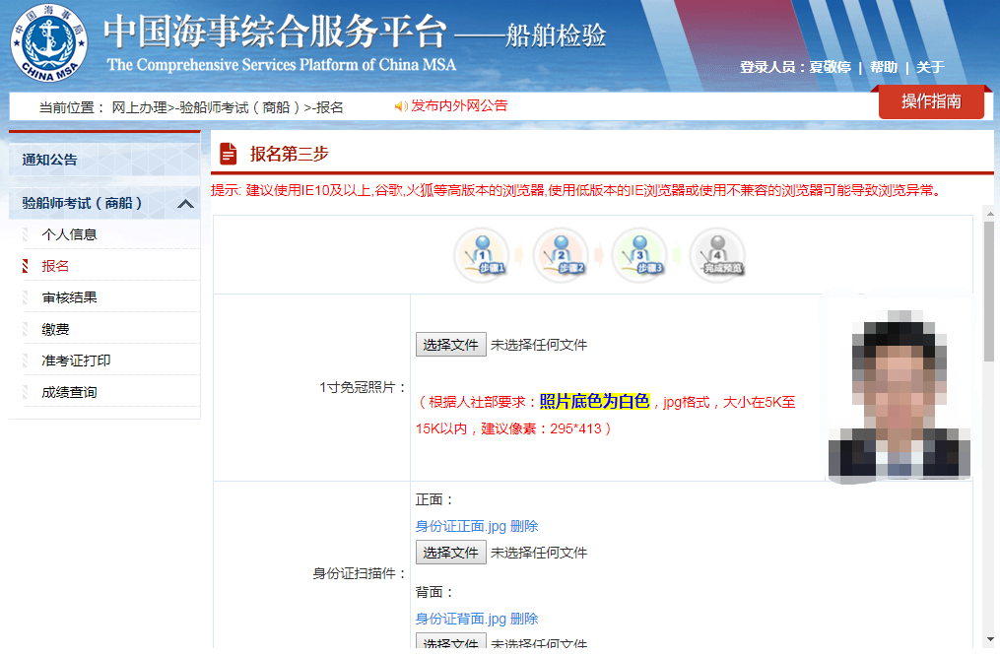 中国海事局
CHINA MSA
中国海事综合服务平台——船舶检验
The Comprehensive Services Platform of China MSA
登录人员：夏敬停 | 帮助 | 关于
当前位置： 网上办理>-验船师考试（商船）>-报名
发布内外网公告
操作指南
通知公告
验船师考试（商船）
个人信息
报名
审核结果
缴费
准考证打印
成绩查询
报名第三步
提示: 建议使用IE10及以上,谷歌,火狐等高版本的浏览器,使用低版本的IE浏览器或使用不兼容的浏览器可能导致浏览异常。
1 步骤1
2 步骤2
3 步骤3
4 完成预览
1寸免冠照片：
选择文件 未选择任何文件
（根据人社部要求：照片底色为白色，jpg格式，大小在5K至
15K以内，建议像素：295*413）
身份证扫描件：
正面：
身份证正面.jpg 删除
选择文件 未选择任何文件
背面：
身份证背面.jpg 删除
选择文件 未选择任何文件